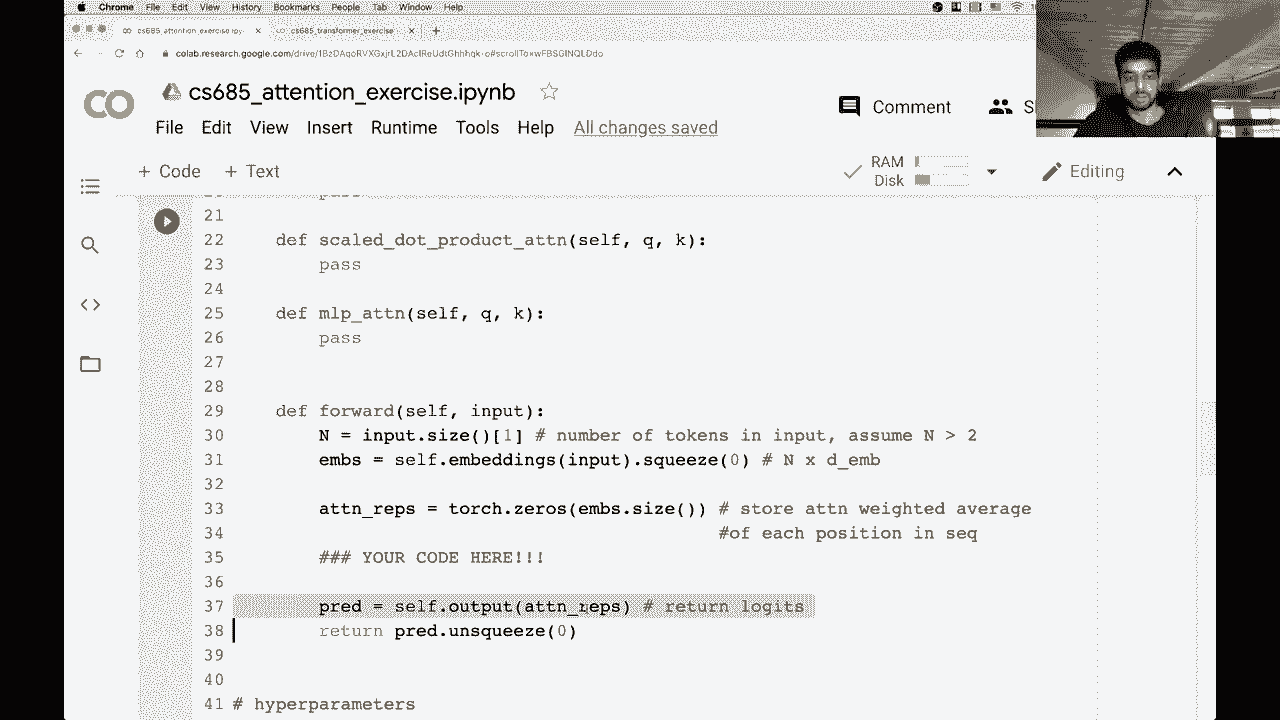 Chrome File Edit View History Bookmarks People Tab Window Help
cs685_attention_exercise.ipy
cs685_transformer_exercise
colab.research.google.com/drive/
CO
cs685_attention_exercise.ipynb
Comment
File Edit View Insert Runtime Tools Help All changes saved
+ Code + Text
RAM
Disk
Editing
21
22 def scaled_dot_product_attn(self, q, k):
23 pass
24
25 def mlp_attn(self, q, k):
26 pass
27
28
29 def forward(self, input):
30 N = input.size()[1] # number of tokens in input, assume N > 2
31 embs = self.embeddings(input).squeeze(0) # N x d_emb
32
33 attn_reps = torch.zeros(embs.size()) # store attn weighted average
34 #of each position in seq
35 ### YOUR CODE HERE!!!
36
37 pred = self.output(attn_reps) # return logits
38 return pred.unsqueeze(0)
39
40
41 # hyperparameters